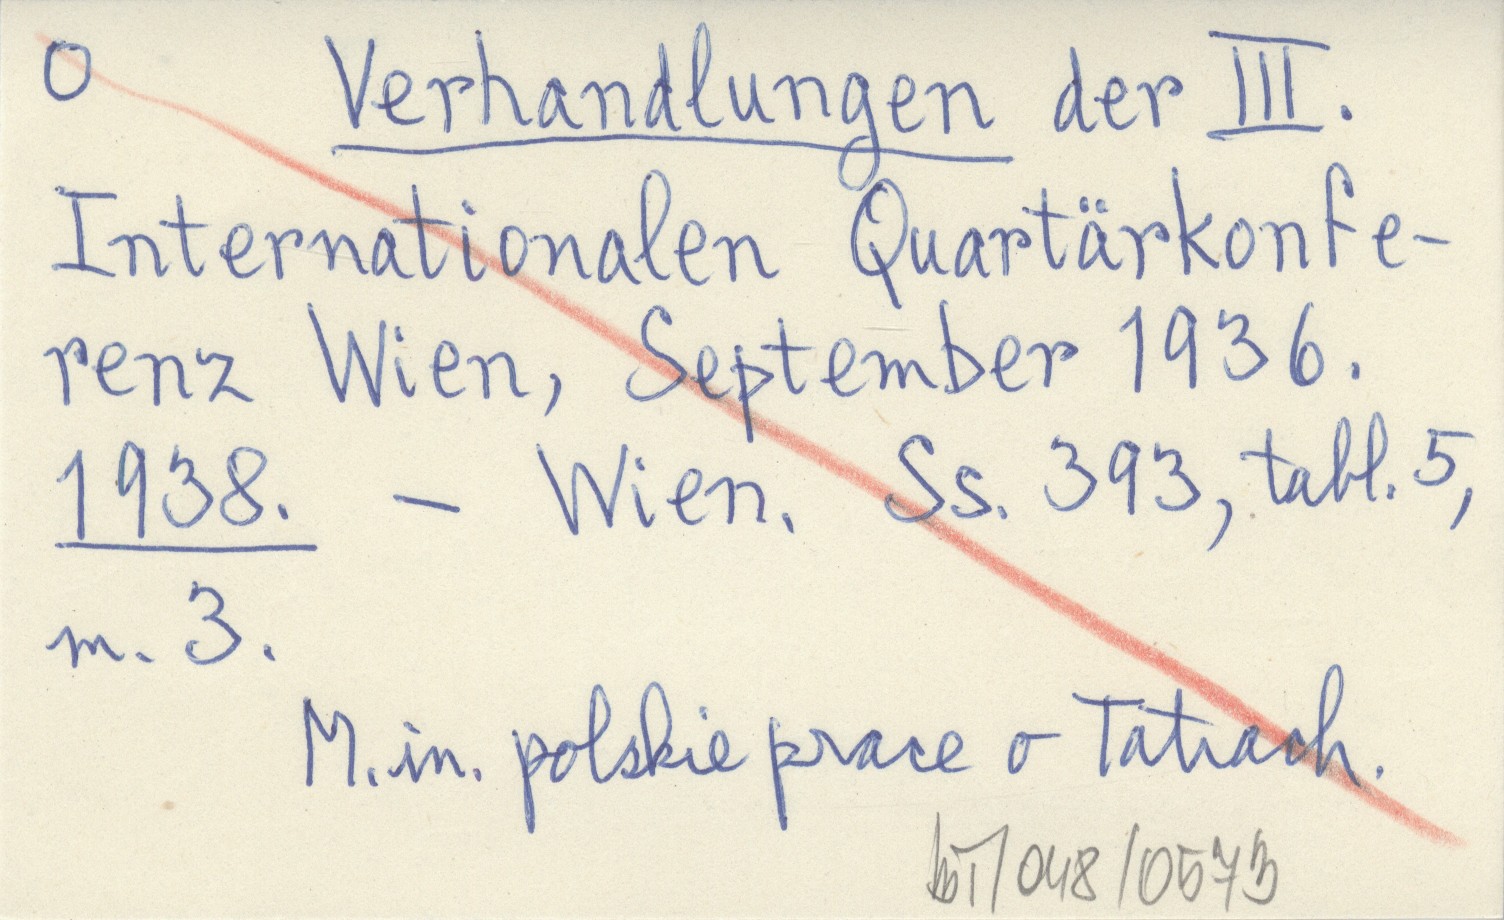 O Verhandlungen der III.
Internationalen Quartärkonfe-
renz Wien, September 1936.
1938. — Wien. Ss. 393, tabl. 5,
m. 3.
M.in. polskie prace o Tatrach.
/048/0573